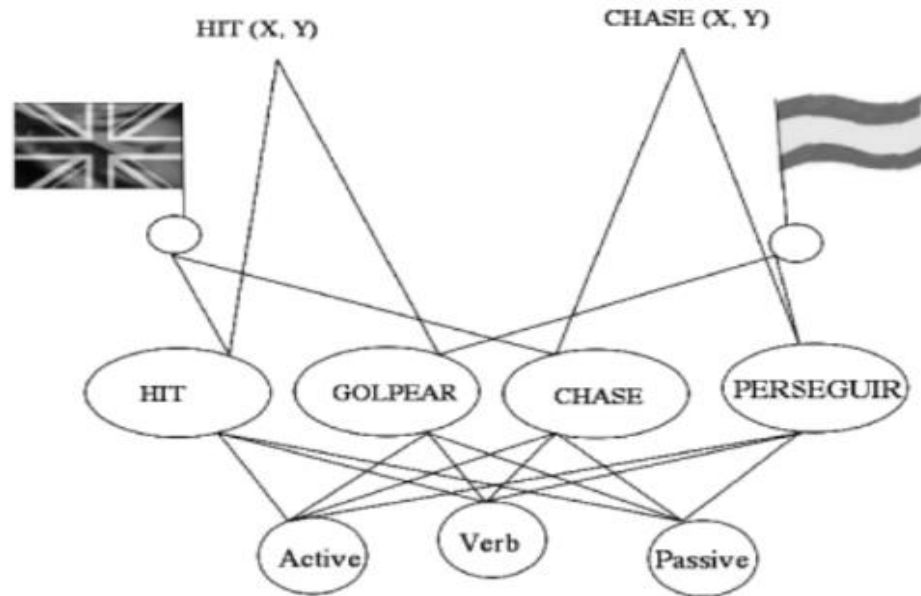 HIT (X, Y)
CHASE (X, Y)
HIT
GOLPEAR
CHASE
PERSEGUIR
Active
Verb
Passive